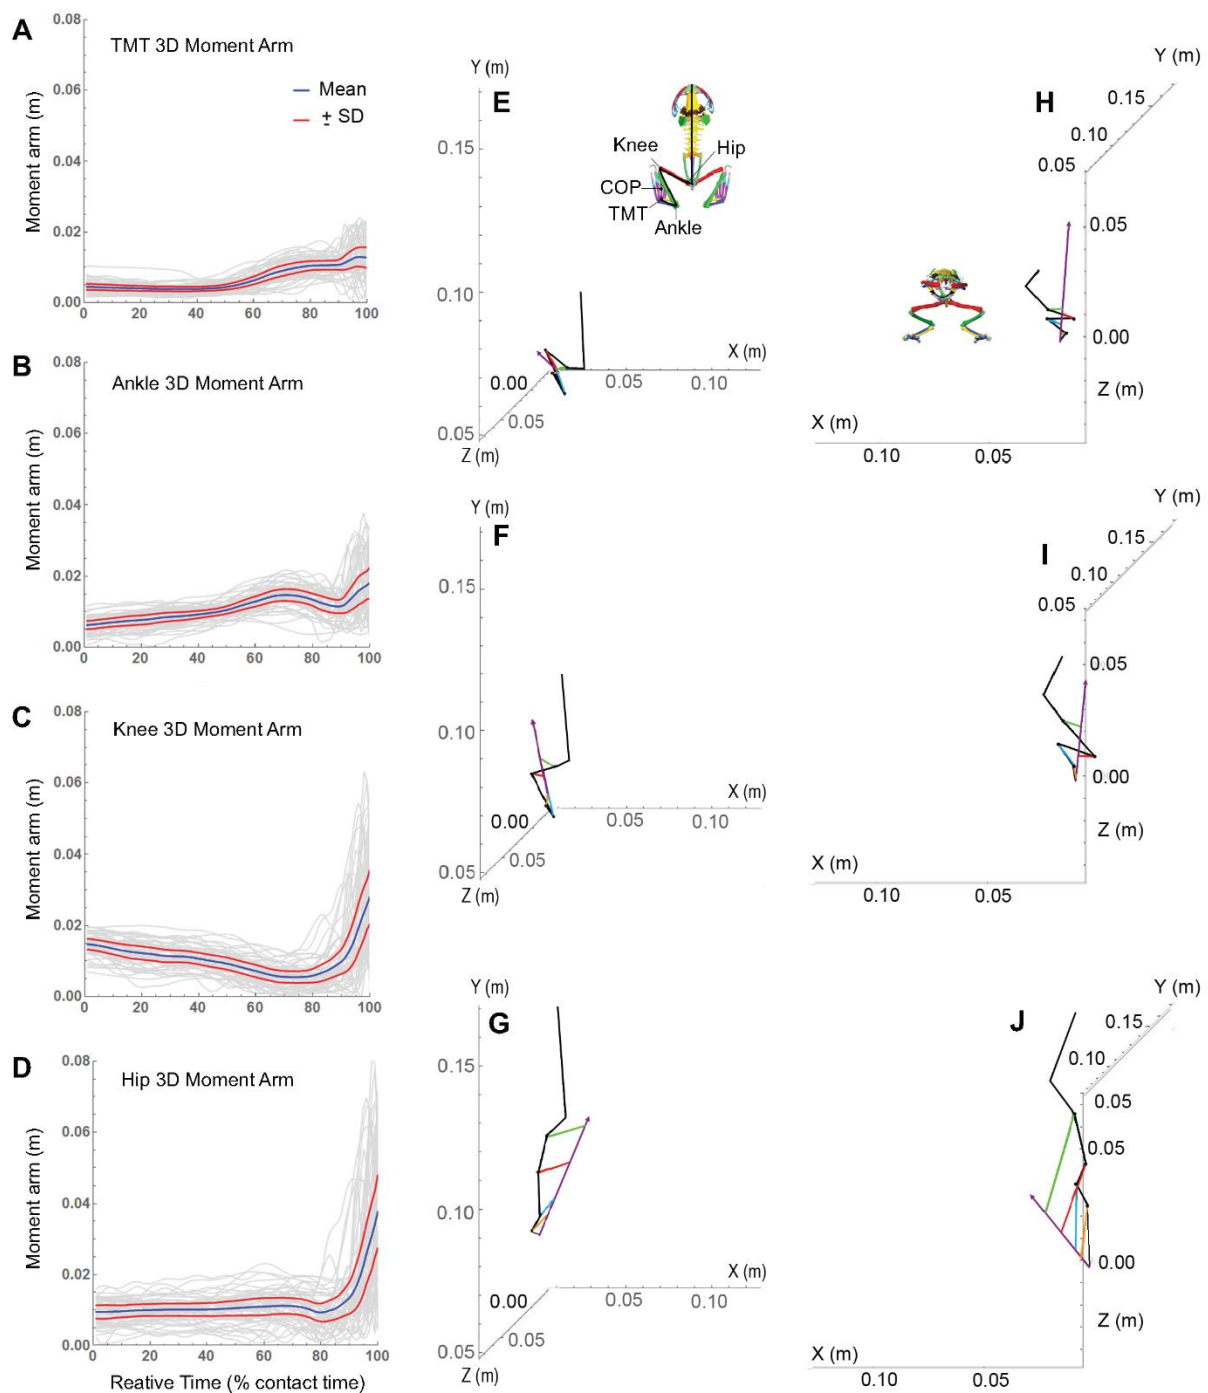 A
TMT 3D Moment Arm
Mean
± SD
Moment arm (m)
0.08
0.06
0.04
0.02
0.00
0 20 40 60 80 100
B
Ankle 3D Moment Arm
Moment arm (m)
0.08
0.06
0.04
0.02
0.00
0 20 40 60 80 100
C
Knee 3D Moment Arm
Moment arm (m)
0.08
0.06
0.04
0.02
0.00
0 20 40 60 80 100
D
Hip 3D Moment Arm
Moment arm (m)
0.08
0.06
0.04
0.02
0.00
0 20 40 60 80 100
Reative Time (% contact time)
Y (m)
E
Knee
Hip
COP
TMT
Ankle
0.15
0.10
X (m)
0.00
0.05
0.10
0.05
0.05
Z (m)
Y (m)
F
0.15
0.10
X (m)
0.00
0.05
0.10
0.05
0.05
Z (m)
Y (m)
G
0.15
0.10
X (m)
0.00
0.05
0.10
0.05
0.05
Z (m)
Y (m)
H
0.15
0.10
0.05
0.05
0.00
Z (m)
X (m)
0.10
0.05
Y (m)
I
0.15
0.10
0.05
0.05
0.00
Z (m)
X (m)
0.10
0.05
Y (m)
J
0.15
0.10
0.05
0.05
0.00
Z (m)
X (m)
0.10
0.05